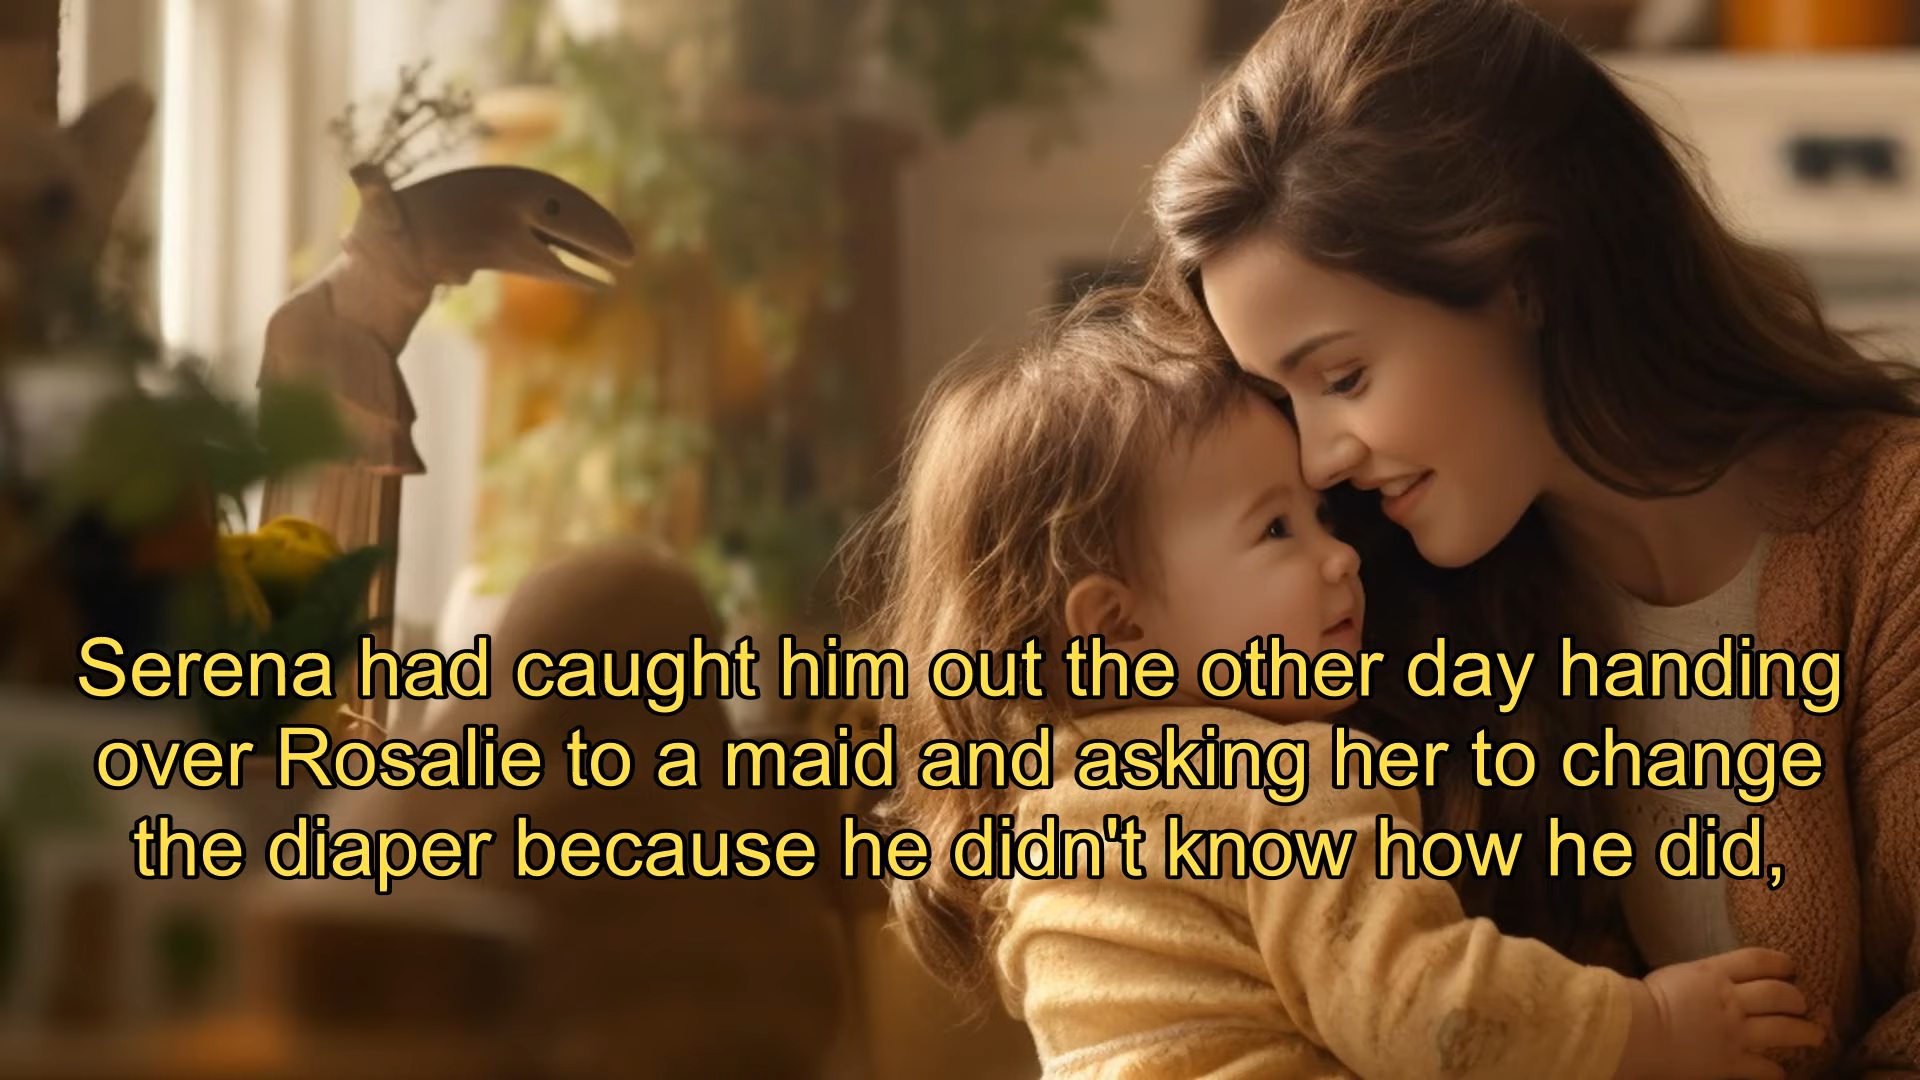 Serena had caught him out the other day handing
over Rosalie to a maid and asking her to change
the diaper because he didn't know how he did,